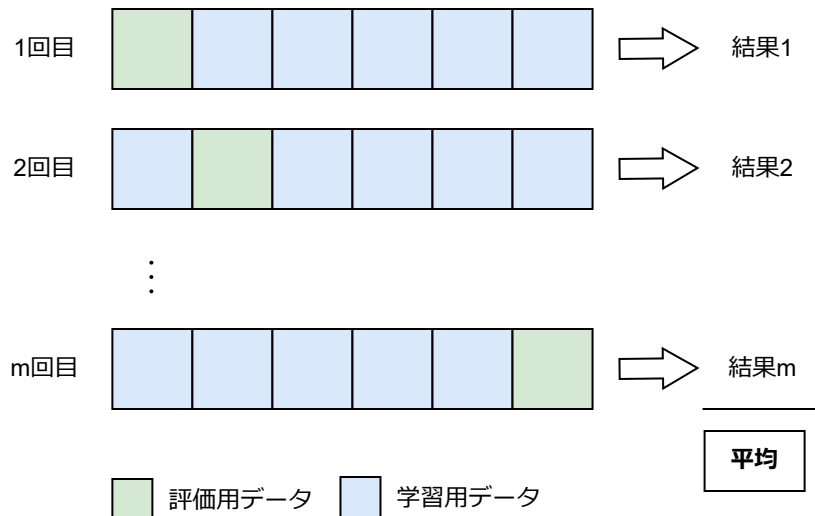 1回目
結果1
2回目
結果2
⋮
m回目
結果m
平均
評価用データ
学習用データ